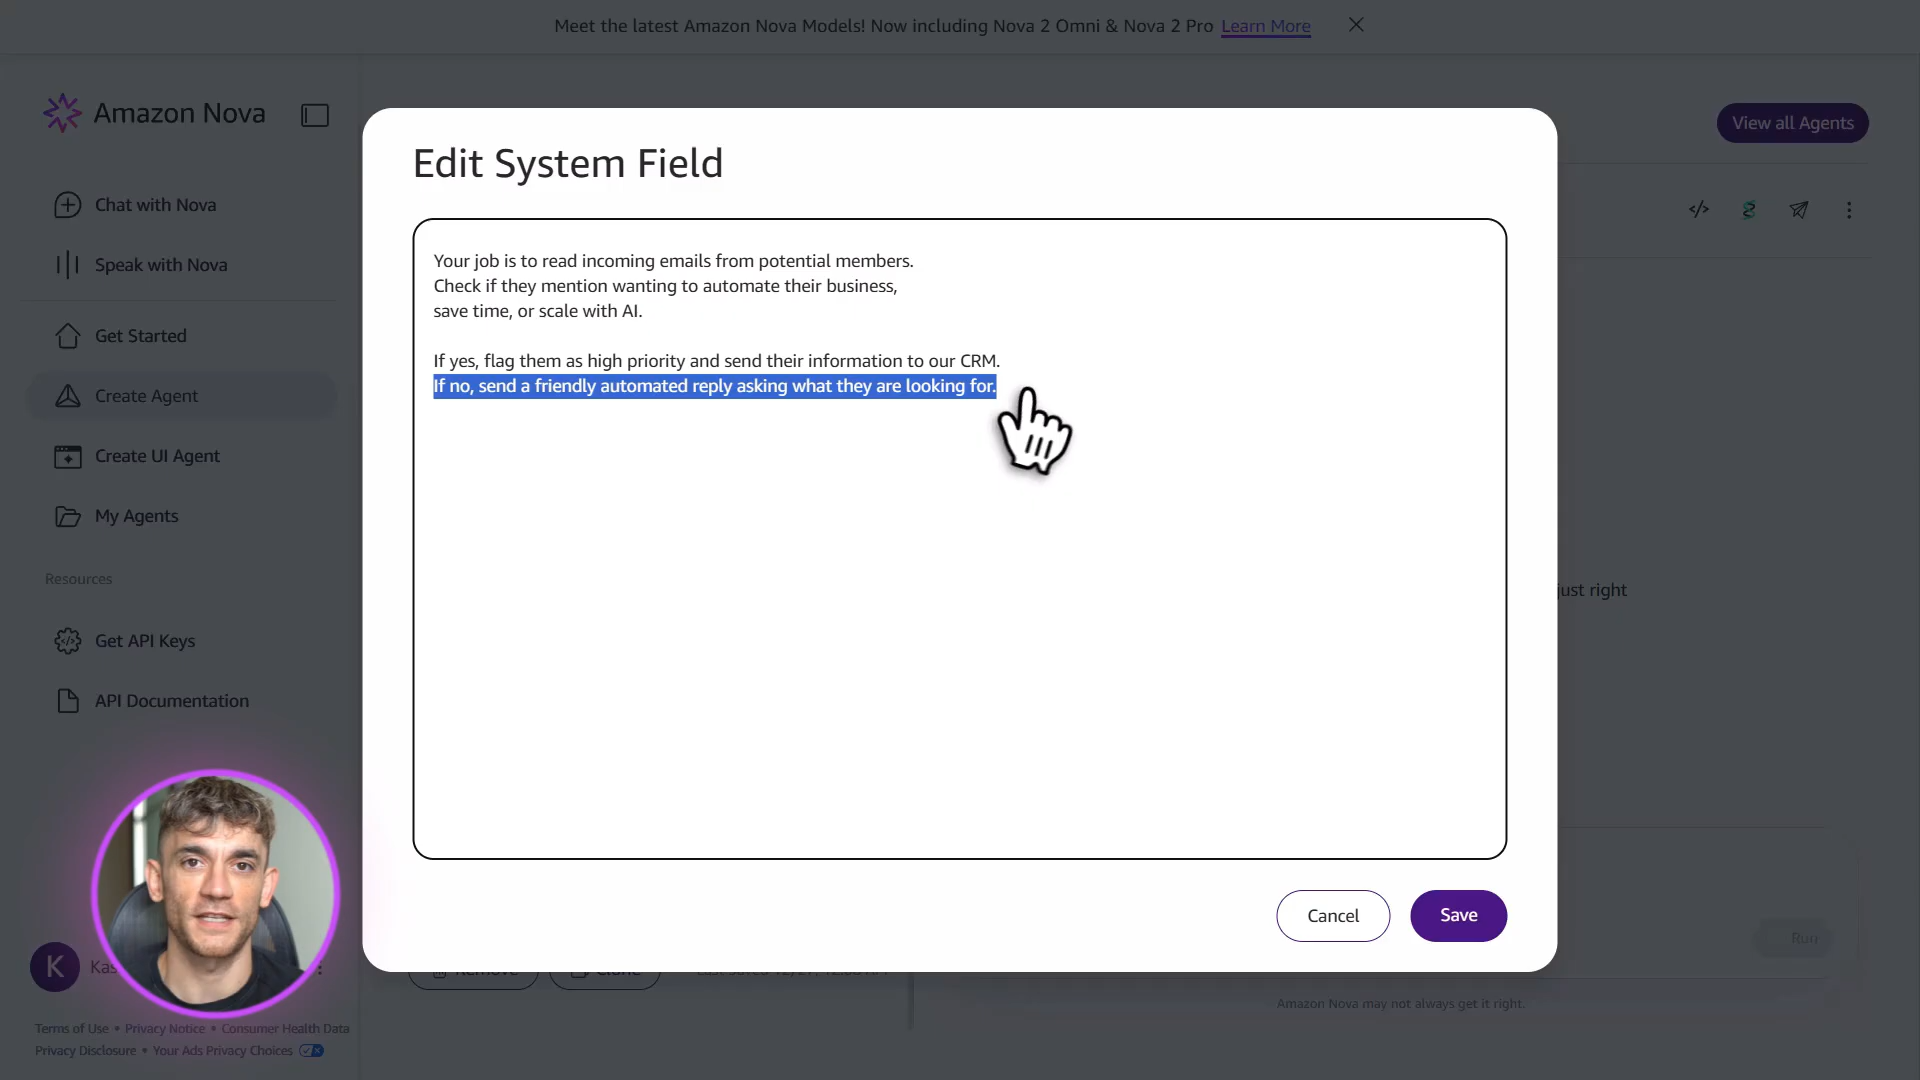 Meet the latest Amazon Nova Models! Now including Nova 2 Omni & Nova 2 Pro Learn More
Amazon Nova
View all Agents
Edit System Field
Chat with Nova
Speak with Nova
Get Started
Create Agent
Create UI Agent
My Agents
Resources
Get API Keys
API Documentation
Your job is to read incoming emails from potential members.
Check if they mention wanting to automate their business,
save time, or scale with AI.
If yes, flag them as high priority and send their information to our CRM.
If no, send a friendly automated reply asking what they are looking for.
just right
Cancel
Save
Run
K
Remove
Clone
Amazon Nova may not always get it right.
Terms of Use • Privacy Notice • Consumer Health Data
Privacy Disclosure • Your Ads Privacy Choices